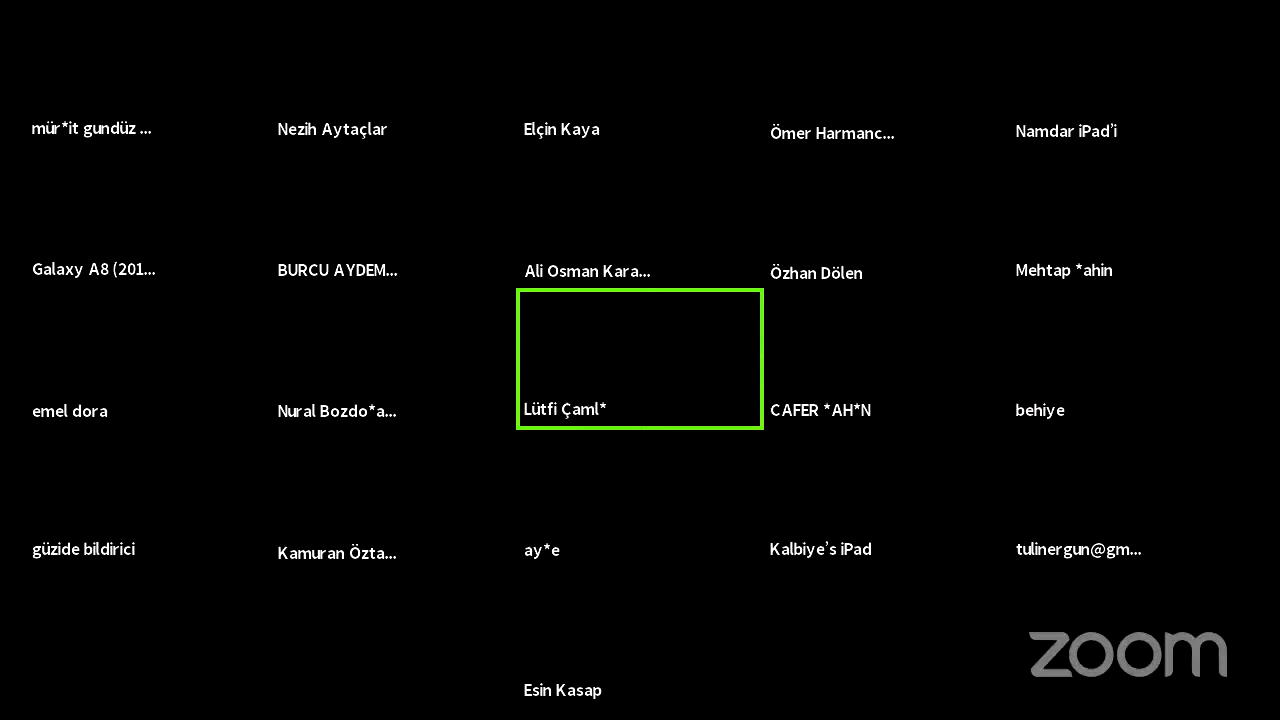 mür*it gundüz ...
Nezih Aytaçlar
Elçin Kaya
Ömer Harmanc...
Namdar iPad’i
Galaxy A8 (201...
BURCU AYDEM...
Ali Osman Kara...
Özhan Dölen
Mehtap *ahin
emel dora
Nural Bozdo*a...
Lütfi Çaml*
CAFER *AH*N
behiye
güzide bildirici
Kamuran Özta...
ay*e
Kalbiye’s iPad
tulinergun@gm...
Esin Kasap
zoom